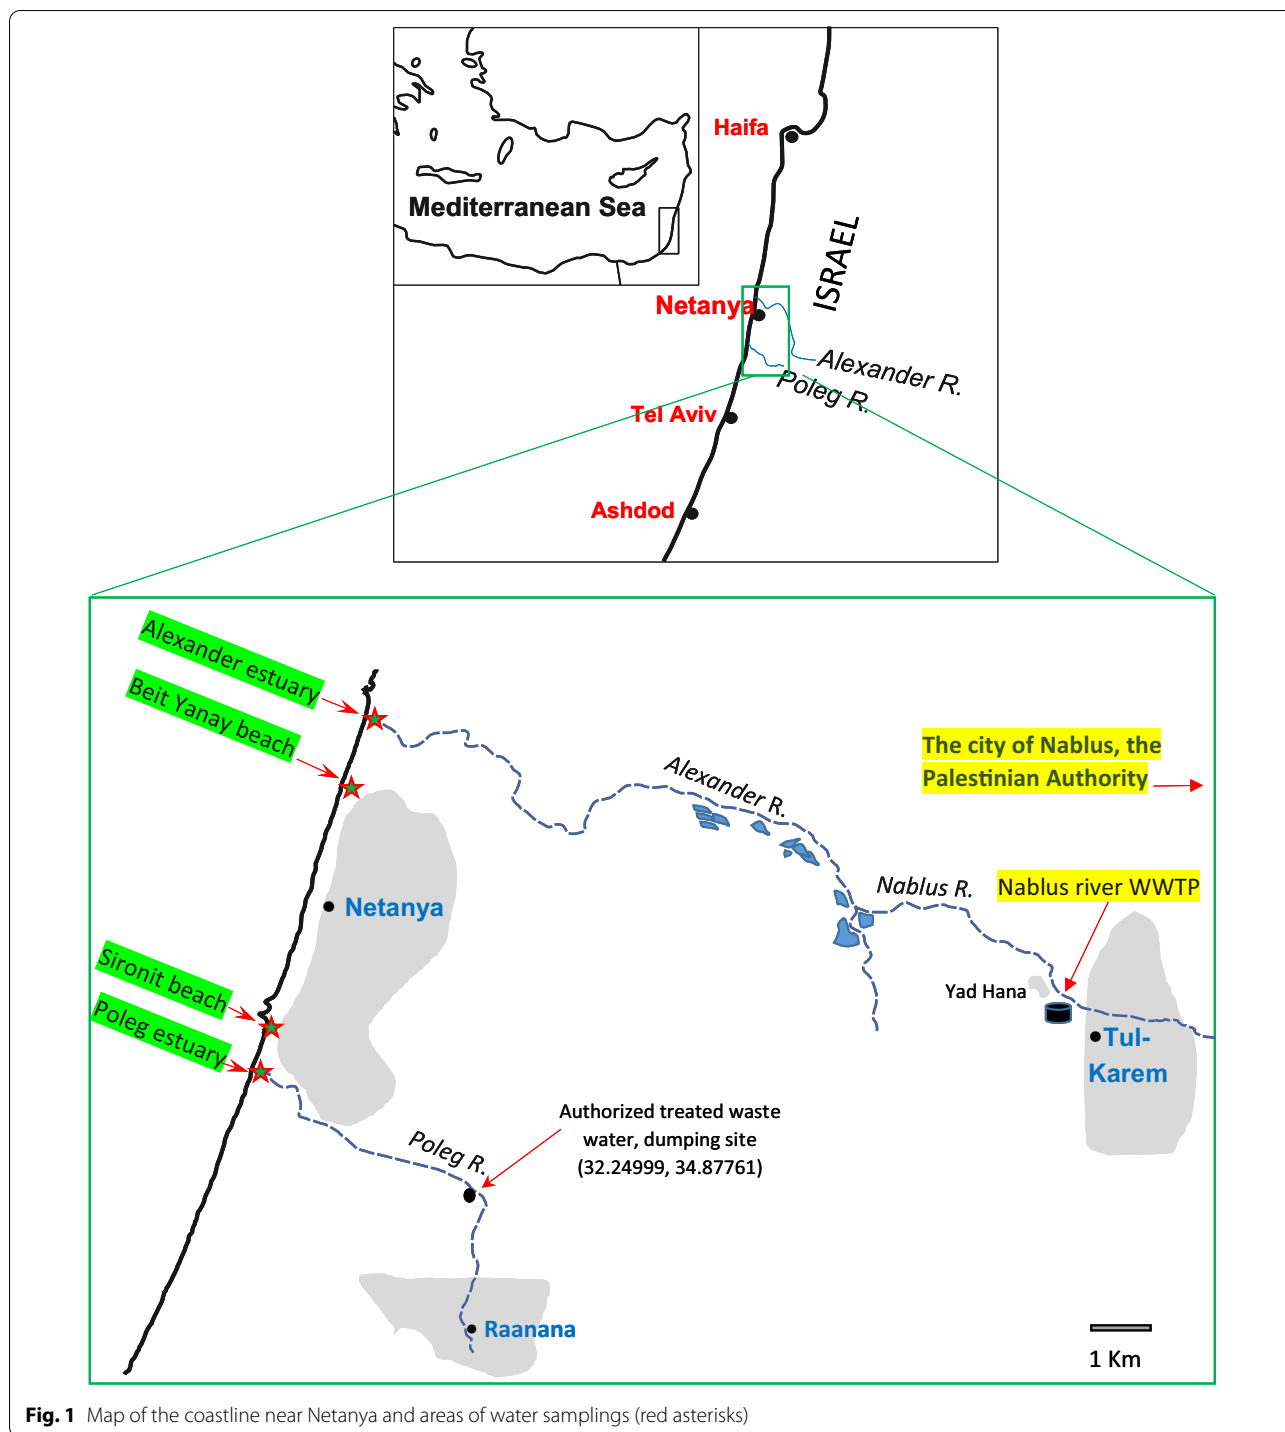 Haifa
Mediterranean Sea
ISRAEL
Netanya
Alexander R.
Poleg R.
Tel Aviv
Ashdod
Alexander estuary
Beit Yanay beach
The city of Nablus, the
Palestinian Authority
Alexander R.
Nablus R.
Nablus river WWTP
Netanya
Sironit beach
Yad Hana
Poleg estuary
Tul-
Karem
Authorized treated waste
water, dumping site
(32.24999, 34.87761)
Poleg R.
Raanana
1 Km
Fig. 1 Map of the coastline near Netanya and areas of water samplings (red asterisks)